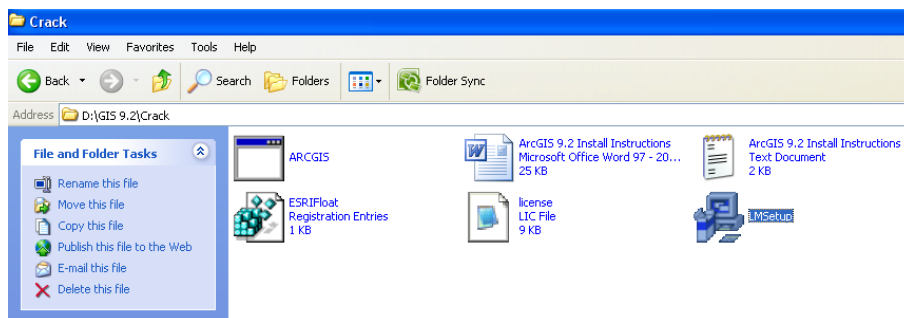 Crack
File Edit View Favorites Tools Help
Back Search Folders Folder Sync
Address D:\GIS 9.2\Crack
File and Folder Tasks
Rename this file
Move this file
Copy this file
Publish this file to the Web
E-mail this file
Delete this file
ARCGIS
ArcGIS 9.2 Install Instructions
Microsoft Office Word 97 - 20...
25 KB
ArcGIS 9.2 Install Instructions
Text Document
2 KB
ESRIFloat
Registration Entries
1 KB
license
LIC File
9 KB
LMSetup